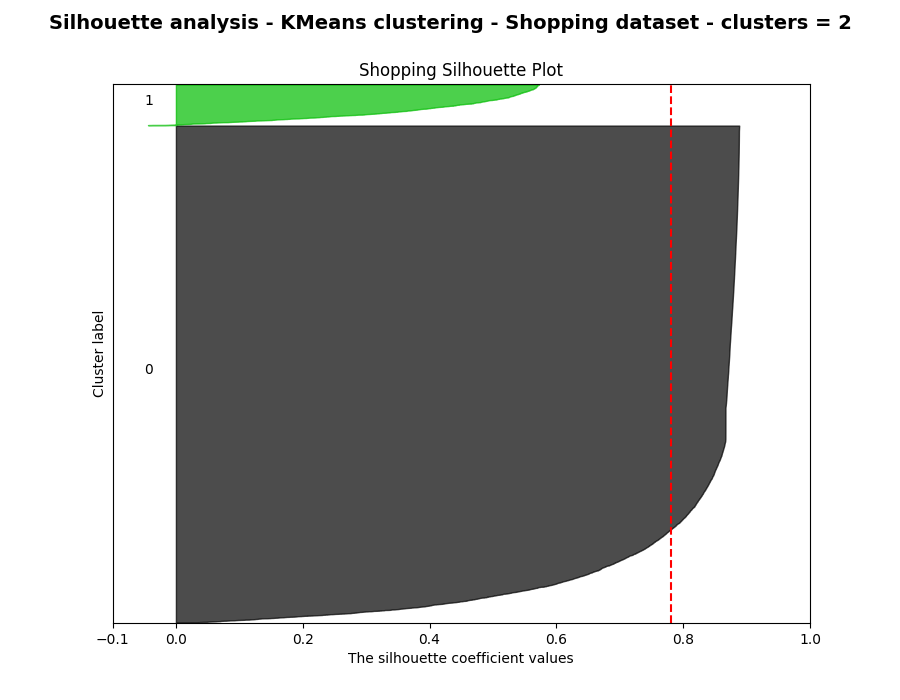 Silhouette analysis - KMeans clustering - Shopping dataset - clusters = 2
Shopping Silhouette Plot
1
0
Cluster label
−0.1 0.0 0.2 0.4 0.6 0.8 1.0
The silhouette coefficient values